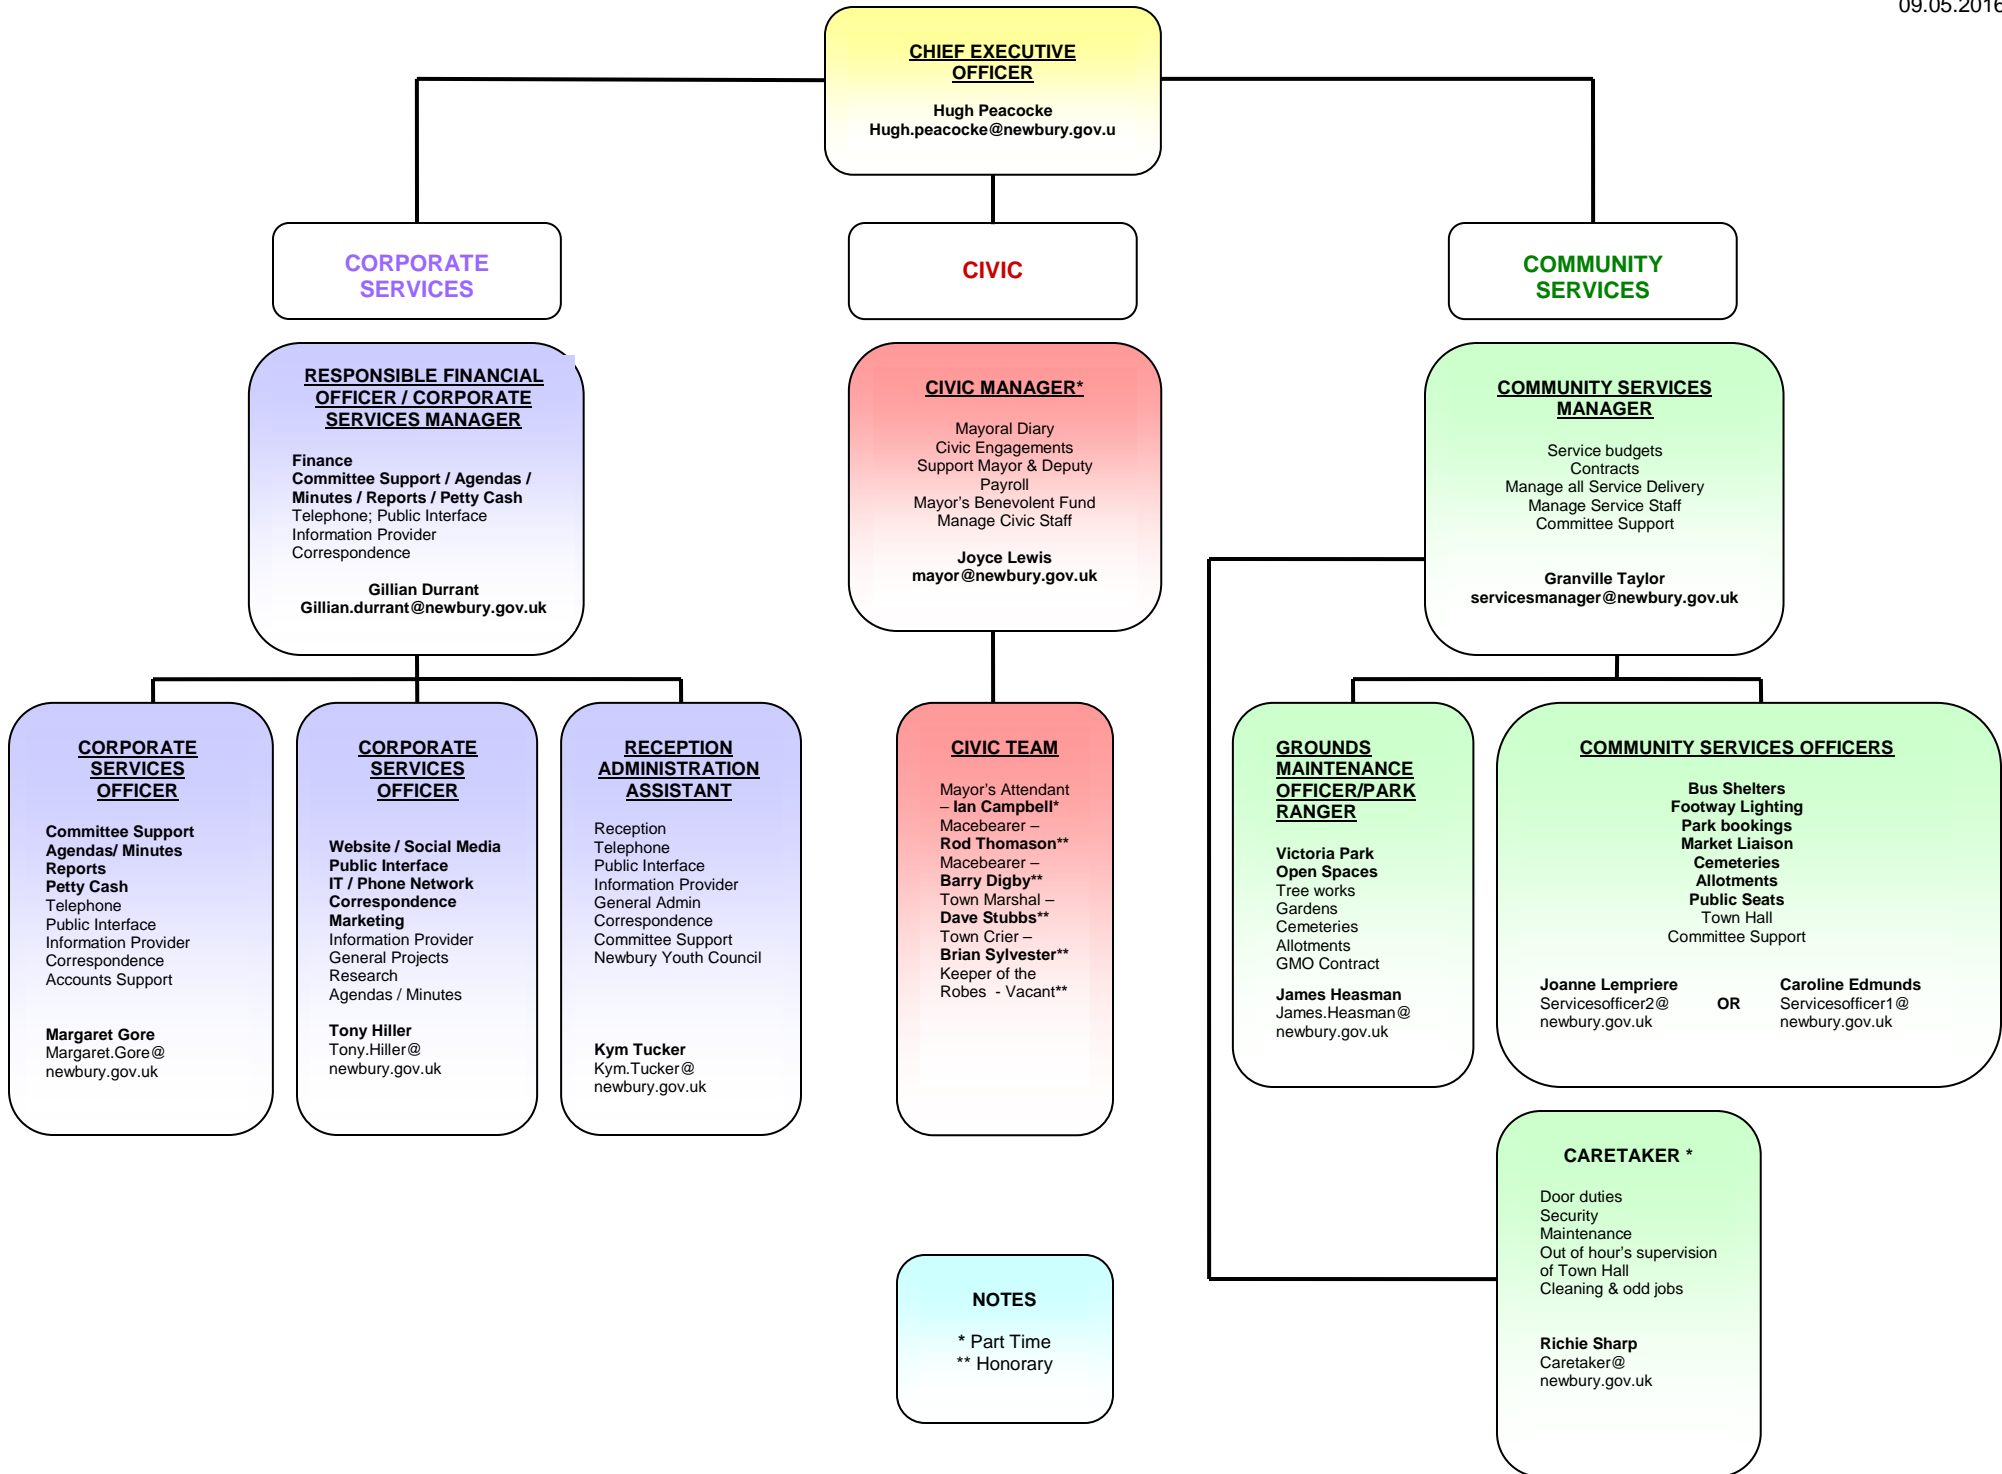 09.05.2016
CHIEF EXECUTIVE
OFFICER
Hugh Peacocke
Hugh.peacocke@newbury.gov.u
CORPORATE
SERVICES
CIVIC
COMMUNITY
SERVICES
RESPONSIBLE FINANCIAL
OFFICER / CORPORATE
SERVICES MANAGER
Finance
Committee Support / Agendas /
Minutes / Reports / Petty Cash
Telephone; Public Interface
Information Provider
Correspondence
Gillian Durrant
Gillian.durrant@newbury.gov.uk
CIVIC MANAGER*
Mayoral Diary
Civic Engagements
Support Mayor & Deputy
Payroll
Mayor's Benevolent Fund
Manage Civic Staff
Joyce Lewis
mayor@newbury.gov.uk
COMMUNITY SERVICES
MANAGER
Service budgets
Contracts
Manage all Service Delivery
Manage Service Staff
Committee Support
Granville Taylor
servicesmanager@newbury.gov.uk
CORPORATE
SERVICES
OFFICER
Committee Support
Agendas/ Minutes
Reports
Petty Cash
Telephone
Public Interface
Information Provider
Correspondence
Accounts Support
Margaret Gore
Margaret.Gore@
newbury.gov.uk
CORPORATE
SERVICES
OFFICER
Website / Social Media
Public Interface
IT / Phone Network
Correspondence
Marketing
Information Provider
General Projects
Research
Agendas / Minutes
Tony Hiller
Tony.Hiller@
newbury.gov.uk
RECEPTION
ADMINISTRATION
ASSISTANT
Reception
Telephone
Public Interface
Information Provider
General Admin
Correspondence
Committee Support
Newbury Youth Council
Kym Tucker
Kym.Tucker@
newbury.gov.uk
CIVIC TEAM
Mayor's Attendant
– Ian Campbell*
Macebearer –
Rod Thomason**
Macebearer –
Barry Digby**
Town Marshal –
Dave Stubbs**
Town Crier –
Brian Sylvester**
Keeper of the
Robes - Vacant**
GROUNDS
MAINTENANCE
OFFICER/PARK
RANGER
Victoria Park
Open Spaces
Tree works
Gardens
Cemeteries
Allotments
GMO Contract
James Heasman
James.Heasman@
newbury.gov.uk
COMMUNITY SERVICES OFFICERS
Bus Shelters
Footway Lighting
Park bookings
Market Liaison
Cemeteries
Allotments
Public Seats
Town Hall
Committee Support
Joanne Lempriere
Servicesofficer2@
newbury.gov.uk
OR
Caroline Edmunds
Servicesofficer1@
newbury.gov.uk
CARETAKER *
Door duties
Security
Maintenance
Out of hour's supervision
of Town Hall
Cleaning & odd jobs
Richie Sharp
Caretaker@
newbury.gov.uk
NOTES
* Part Time
** Honorary